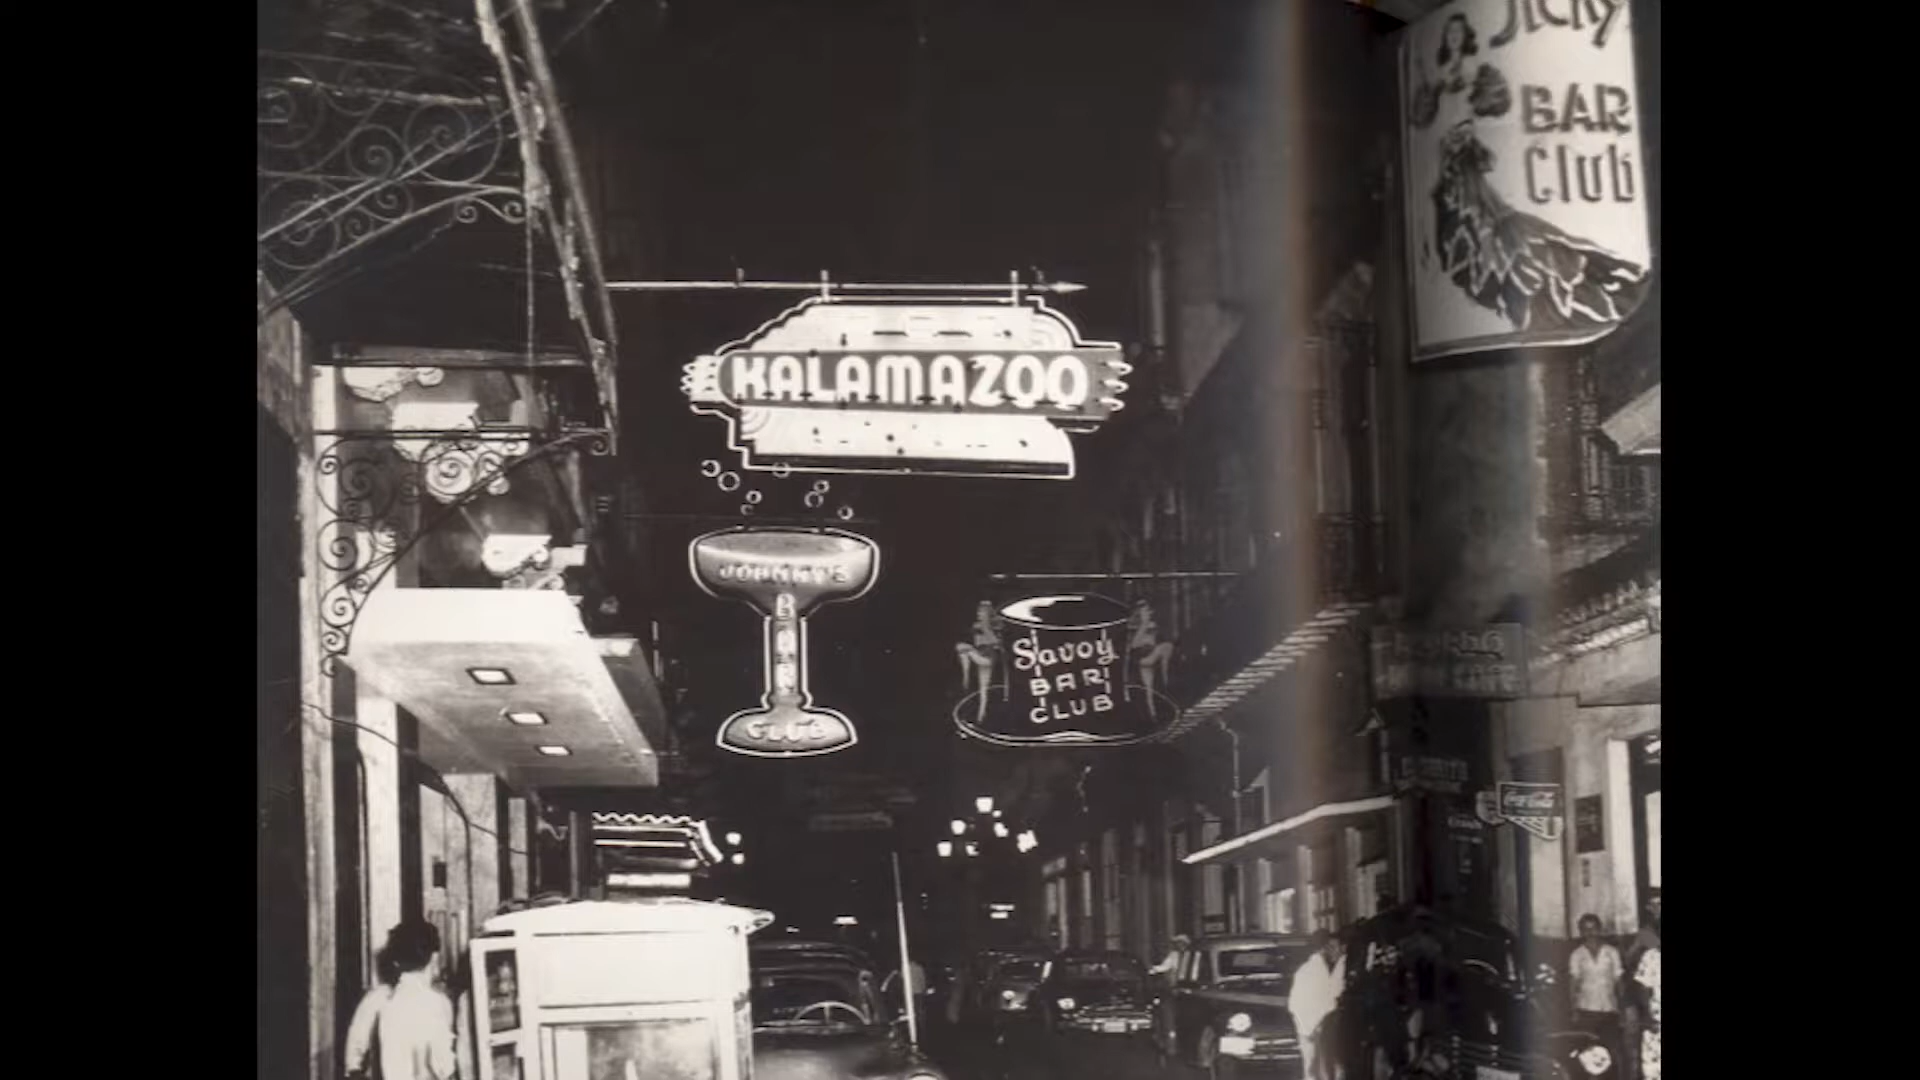 BAR
Club
KALAMAZOO
JOHNNY'S
BAR
CLUB
Savoy
BAR
CLUB
Coca-Cola